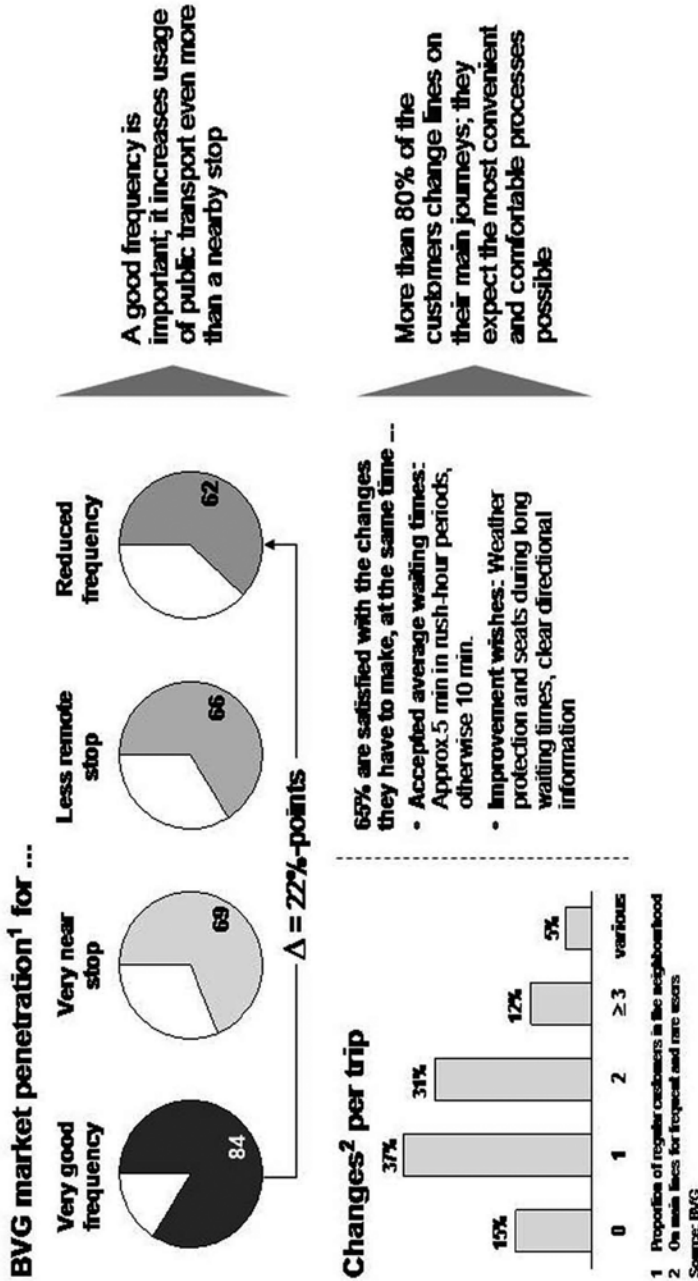 BVG market penetration¹ for ...
Very good
frequency
Very near
stop
Less remote
stop
Reduced
frequency
84
69
66
62
Δ = 22%-points
A good frequency is
important; it increases usage
of public transport even more
than a nearby stop
Changes² per trip
15%
37%
31%
12%
5%
0
1
2
≥ 3
various
65% are satisfied with the changes
they have to make, at the same time ...
• Accepted average waiting times:
Approx.5 min in rush-hour periods,
otherwise 10 min.
• Improvement wishes: Weather
protection and seats during long
waiting times, clear directional
information
More than 80% of the
customers change lines on
their main journeys; they
expect the most convenient
and comfortable processes
possible
1 Proportion of regular customers in the neighbourhood
2 On main lines for frequent and rare users
Source: BVG